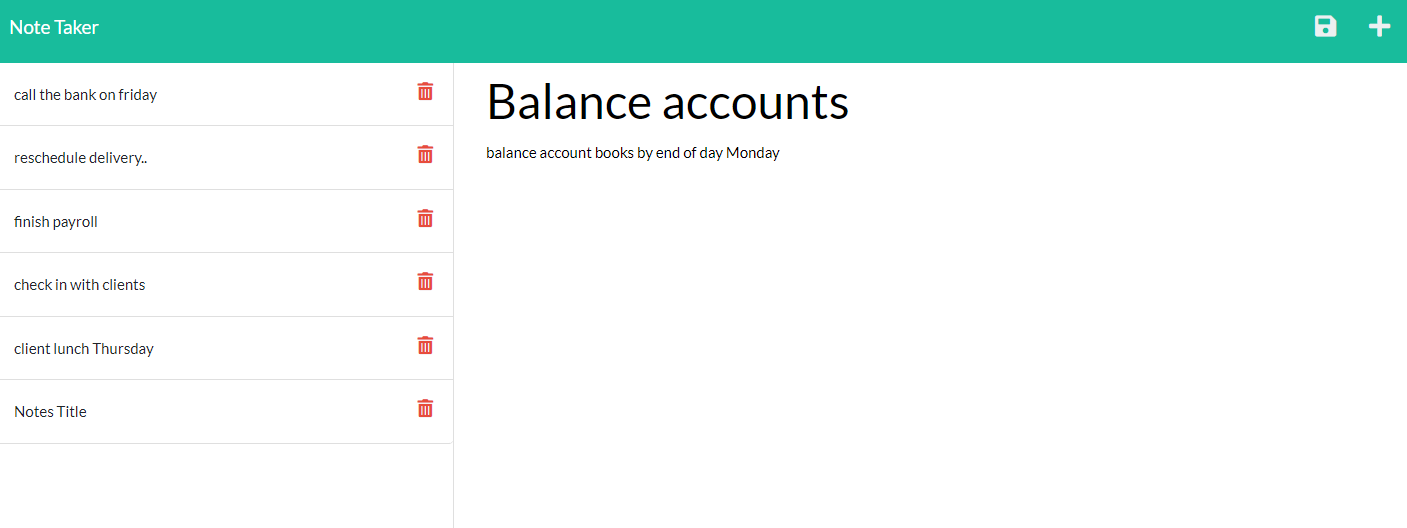 Note Taker
call the bank on friday
reschedule delivery..
finish payroll
check in with clients
client lunch Thursday
Notes Title
Balance accounts
balance account books by end of day Monday